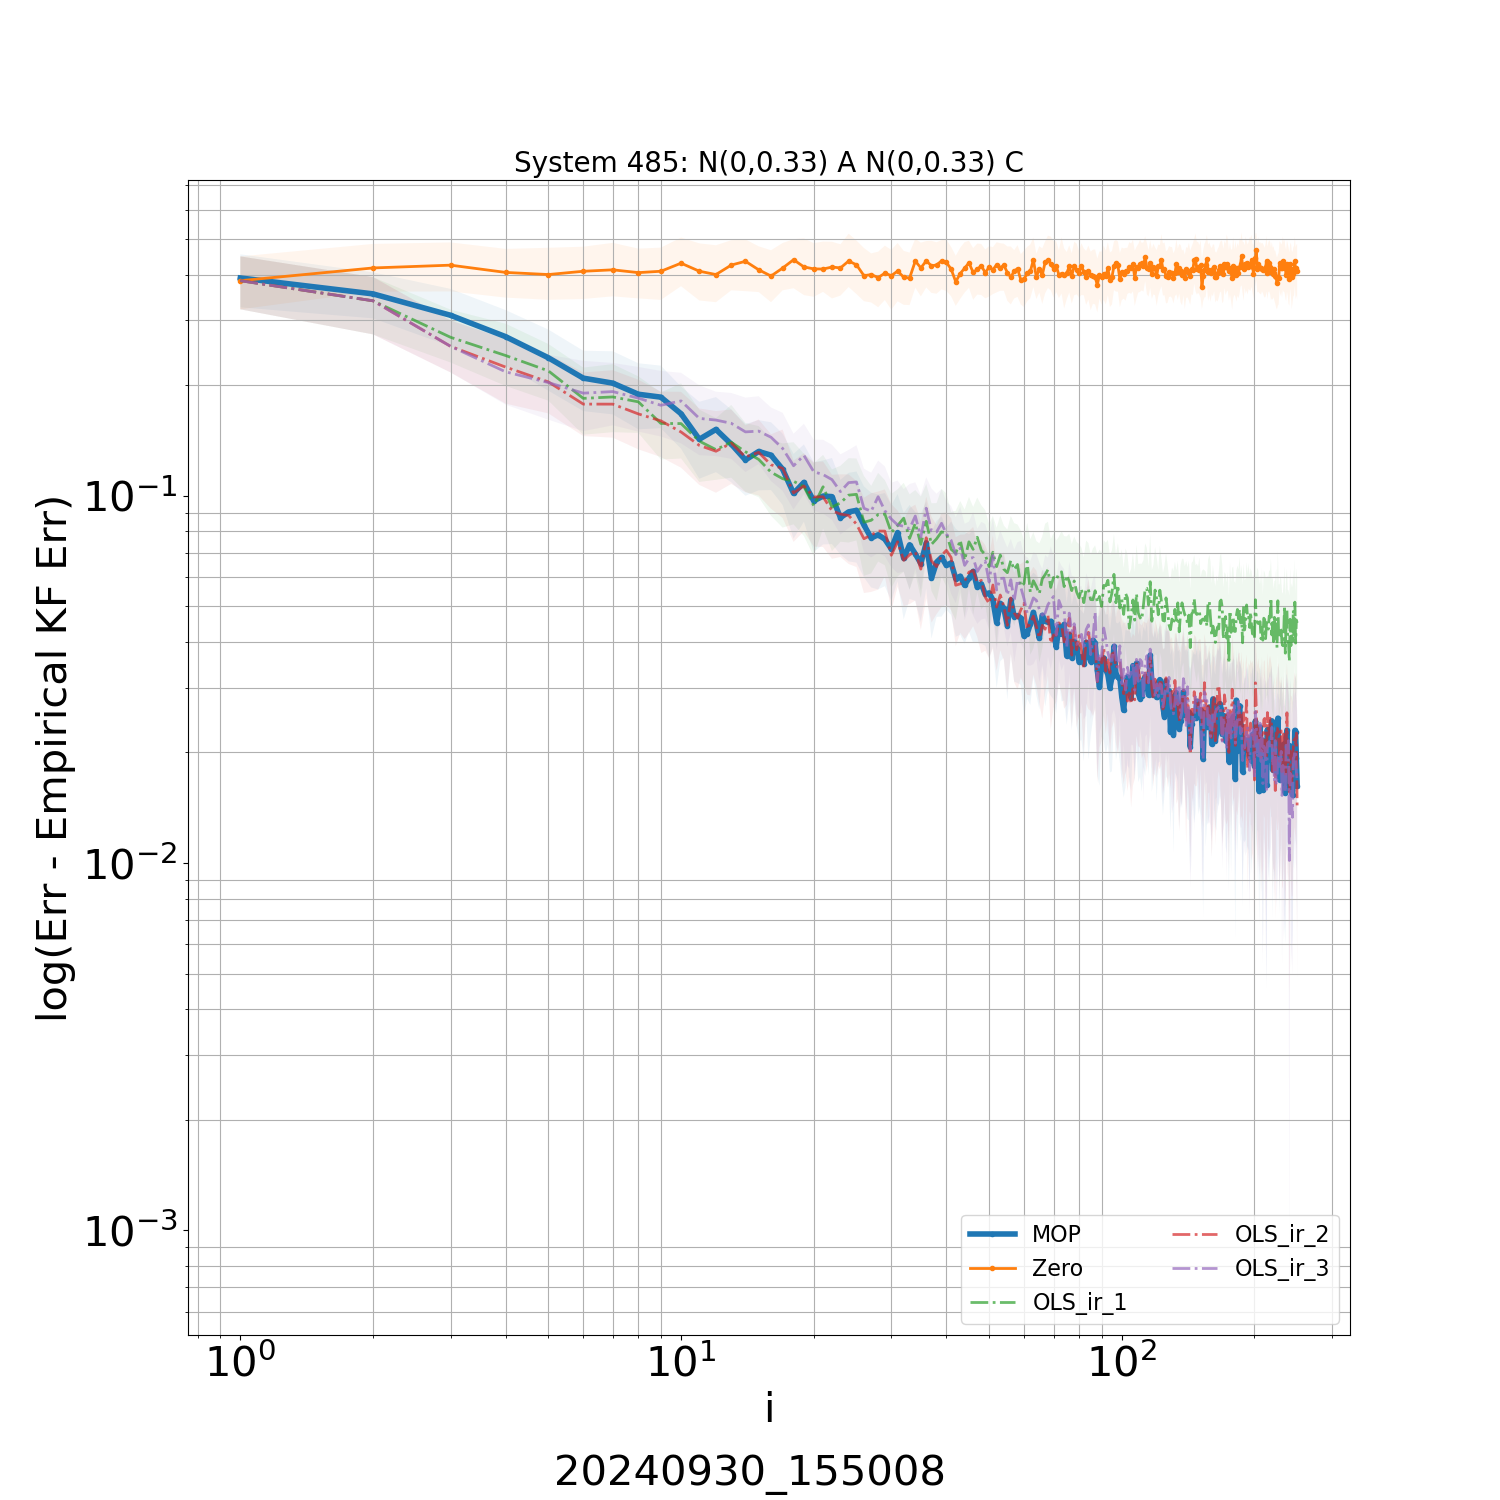 System 485: N(0,0.33) A N(0,0.33) C
log(Err - Empirical KF Err)
10⁻¹
10⁻²
10⁻³
10⁰ 10¹ 10²
i
MOP
Zero
OLS_ir_1
OLS_ir_2
OLS_ir_3
20240930_155008